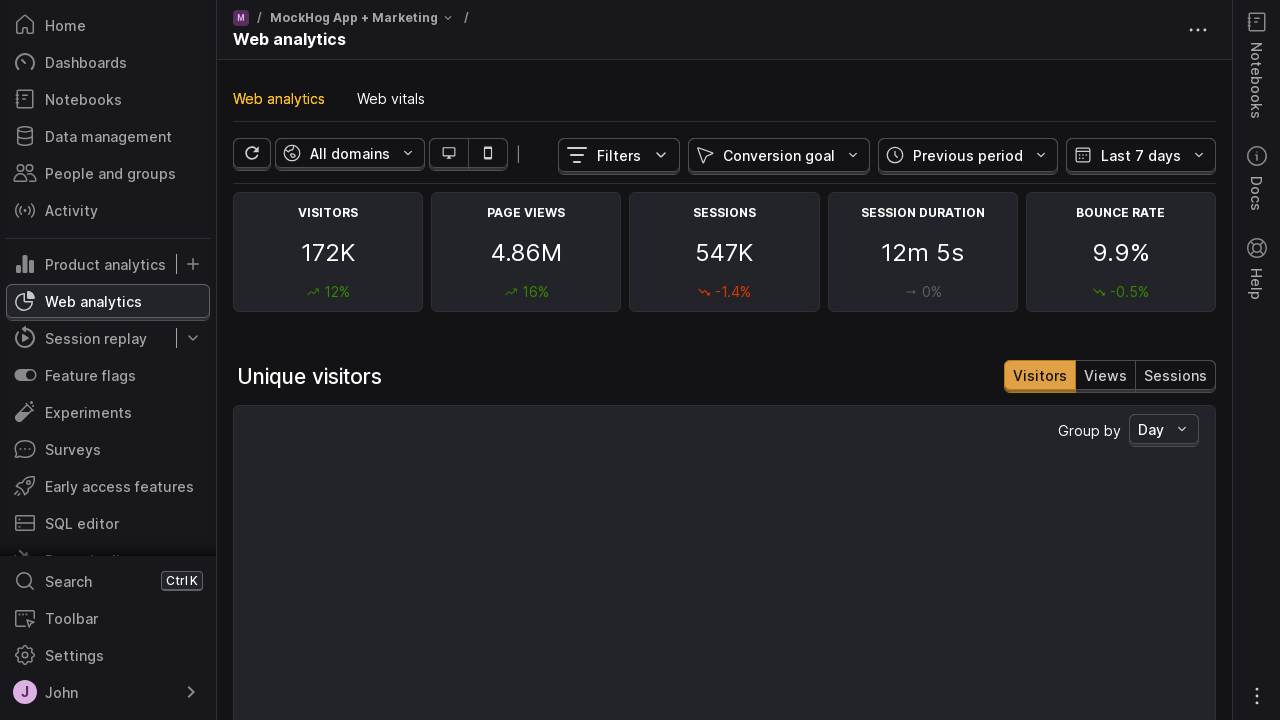 Home
Dashboards
Notebooks
Data management
People and groups
Activity
Product analytics
Web analytics
Session replay
Feature flags
Experiments
Surveys
Early access features
SQL editor
Search Ctrl K
Toolbar
Settings
J John
M / MockHog App + Marketing /
Web analytics
Web analytics Web vitals
All domains Filters Conversion goal Previous period Last 7 days
VISITORS PAGE VIEWS SESSIONS SESSION DURATION BOUNCE RATE
172K 4.86M 547K 12m 5s 9.9%
12% 16% -1.4% 0% -0.5%
Unique visitors Visitors Views Sessions
Group by Day
Notebooks
Docs
Help